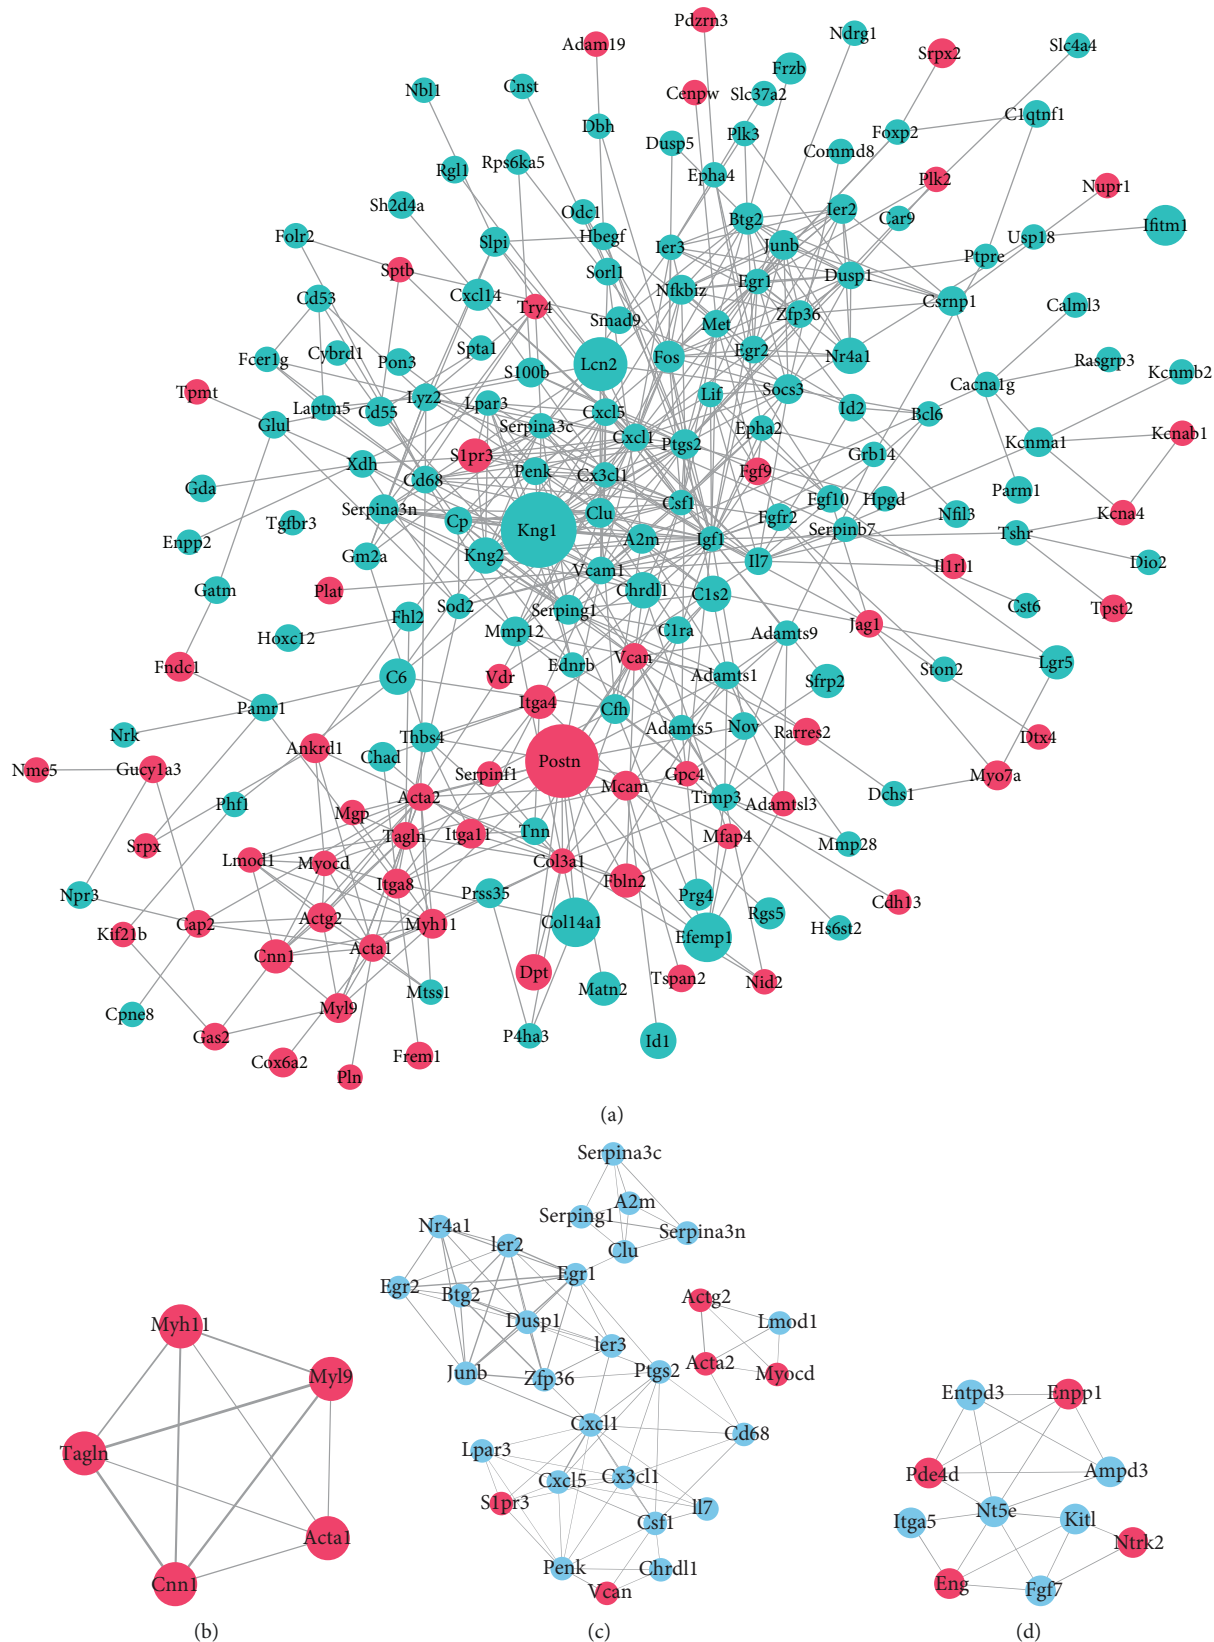 Pdzrn3
Ndrg1
Adam19
Srpx2
Slc4a4
Frzb
Nbl1
Cnst
Cenpw
Slc37a2
C1qtnf1
Dbh
Plk3
Foxp2
Dusp5
Commd8
Rgl1
Rps6ka5
Epha4
Plk2
Nupr1
Sh2d4a
Odc1
Btg2
Ier2
Car9
Ifitm1
Folr2
Slpi
Hbegf
Ier3
Junb
Usp18
Ptpre
Sptb
Sorl1
Nfkbiz
Egr1
Dusp1
Cd53
Cxcl14
Try4
Smad9
Met
Zfp36
Csrnp1
Calml3
Fcer1g
Cybrd1
Pon3
Spta1
S100b
Lcn2
Fos
Egr2
Nr4a1
Rasgrp3
Kcnmb2
Tpmt
Laptm5
Cd55
Lyz2
Lpar3
Cxcl5
Lif
Socs3
Id2
Bcl6
Cacna1g
Glul
Serpina3c
Cxcl1
Ptgs2
Epha2
Kcnma1
Kcnab1
Xdh
S1pr3
Penk
Cx3cl1
Fgf9
Grb14
Gda
Cd68
Csf1
Fgf10
Hpgd
Parm1
Serpina3n
Cp
Kng1
Clu
Fgfr2
Nfil3
Kcna4
Enpp2
Tgfbr3
Gm2a
Kng2
A2m
Igf1
Serpinb7
Tshr
Gatm
Plat
Vcam1
Il7
Il1rl1
Dio2
Hoxc12
Fhl2
Sod2
Serping1
Chrdl1
C1s2
Cst6
Tpst2
Mmp12
C1ra
Adamts9
Jag1
Fndc1
C6
Vdr
Ednrb
Vcan
Adamts1
Sfrp2
Ston2
Lgr5
Pamr1
Itga4
Cfh
Nrk
Ankrd1
Thbs4
Adamts5
Nov
Rarres2
Dtx4
Nme5
Gucy1a3
Chad
Serpinf1
Postn
Gpc4
Myo7a
Phf1
Mgp
Acta2
Mcam
Timp3
Adamtsl3
Dchs1
Srpx
Tagln
Itga11
Tnn
Mfap4
Mmp28
Lmod1
Myocd
Col3a1
Npr3
Itga8
Prss35
Fbln2
Prg4
Cdh13
Kif21b
Cap2
Actg2
Myh11
Col14a1
Rgs5
Hs6st2
Cnn1
Acta1
Efemp1
Cpne8
Mtss1
Dpt
Matn2
Tspan2
Nid2
Gas2
Myl9
P4ha3
Id1
Cox6a2
Frem1
Pln
(a)
Myh11
Myl9
Tagln
Acta1
Cnn1
(b)
Serpina3c
A2m
Serping1
Serpina3n
Nr4a1
Ier2
Clu
Egr1
Egr2
Btg2
Actg2
Dusp1
Lmod1
Ier3
Junb
Zfp36
Ptgs2
Acta2
Myocd
Cxcl1
Cd68
Lpar3
Cxcl5
Cx3cl1
S1pr3
Il7
Csf1
Penk
Chrdl1
Vcan
(c)
Entpd3
Enpp1
Pde4d
Ampd3
Nt5e
Itga5
Kitl
Ntrk2
Eng
Fgf7
(d)